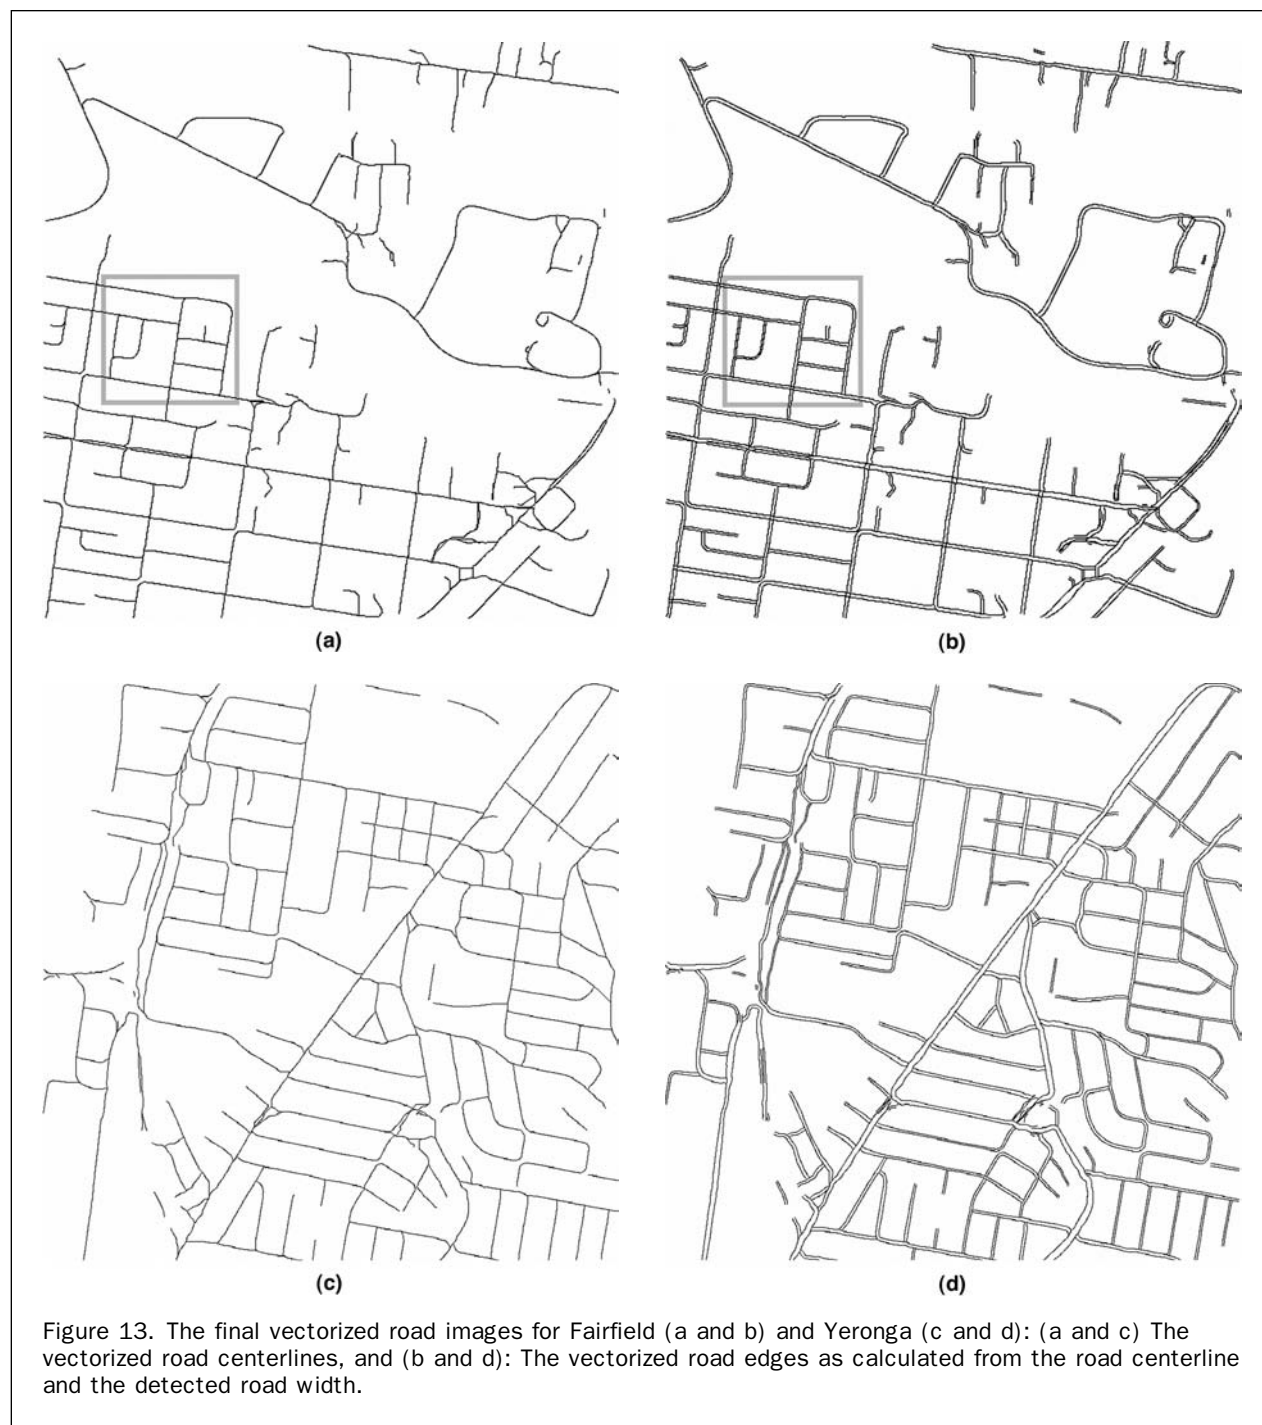 (a)
(b)
(c)
(d)
Figure 13. The final vectorized road images for Fairfield (a and b) and Yeronga (c and d): (a and c) The
vectorized road centerlines, and (b and d): The vectorized road edges as calculated from the road centerline
and the detected road width.